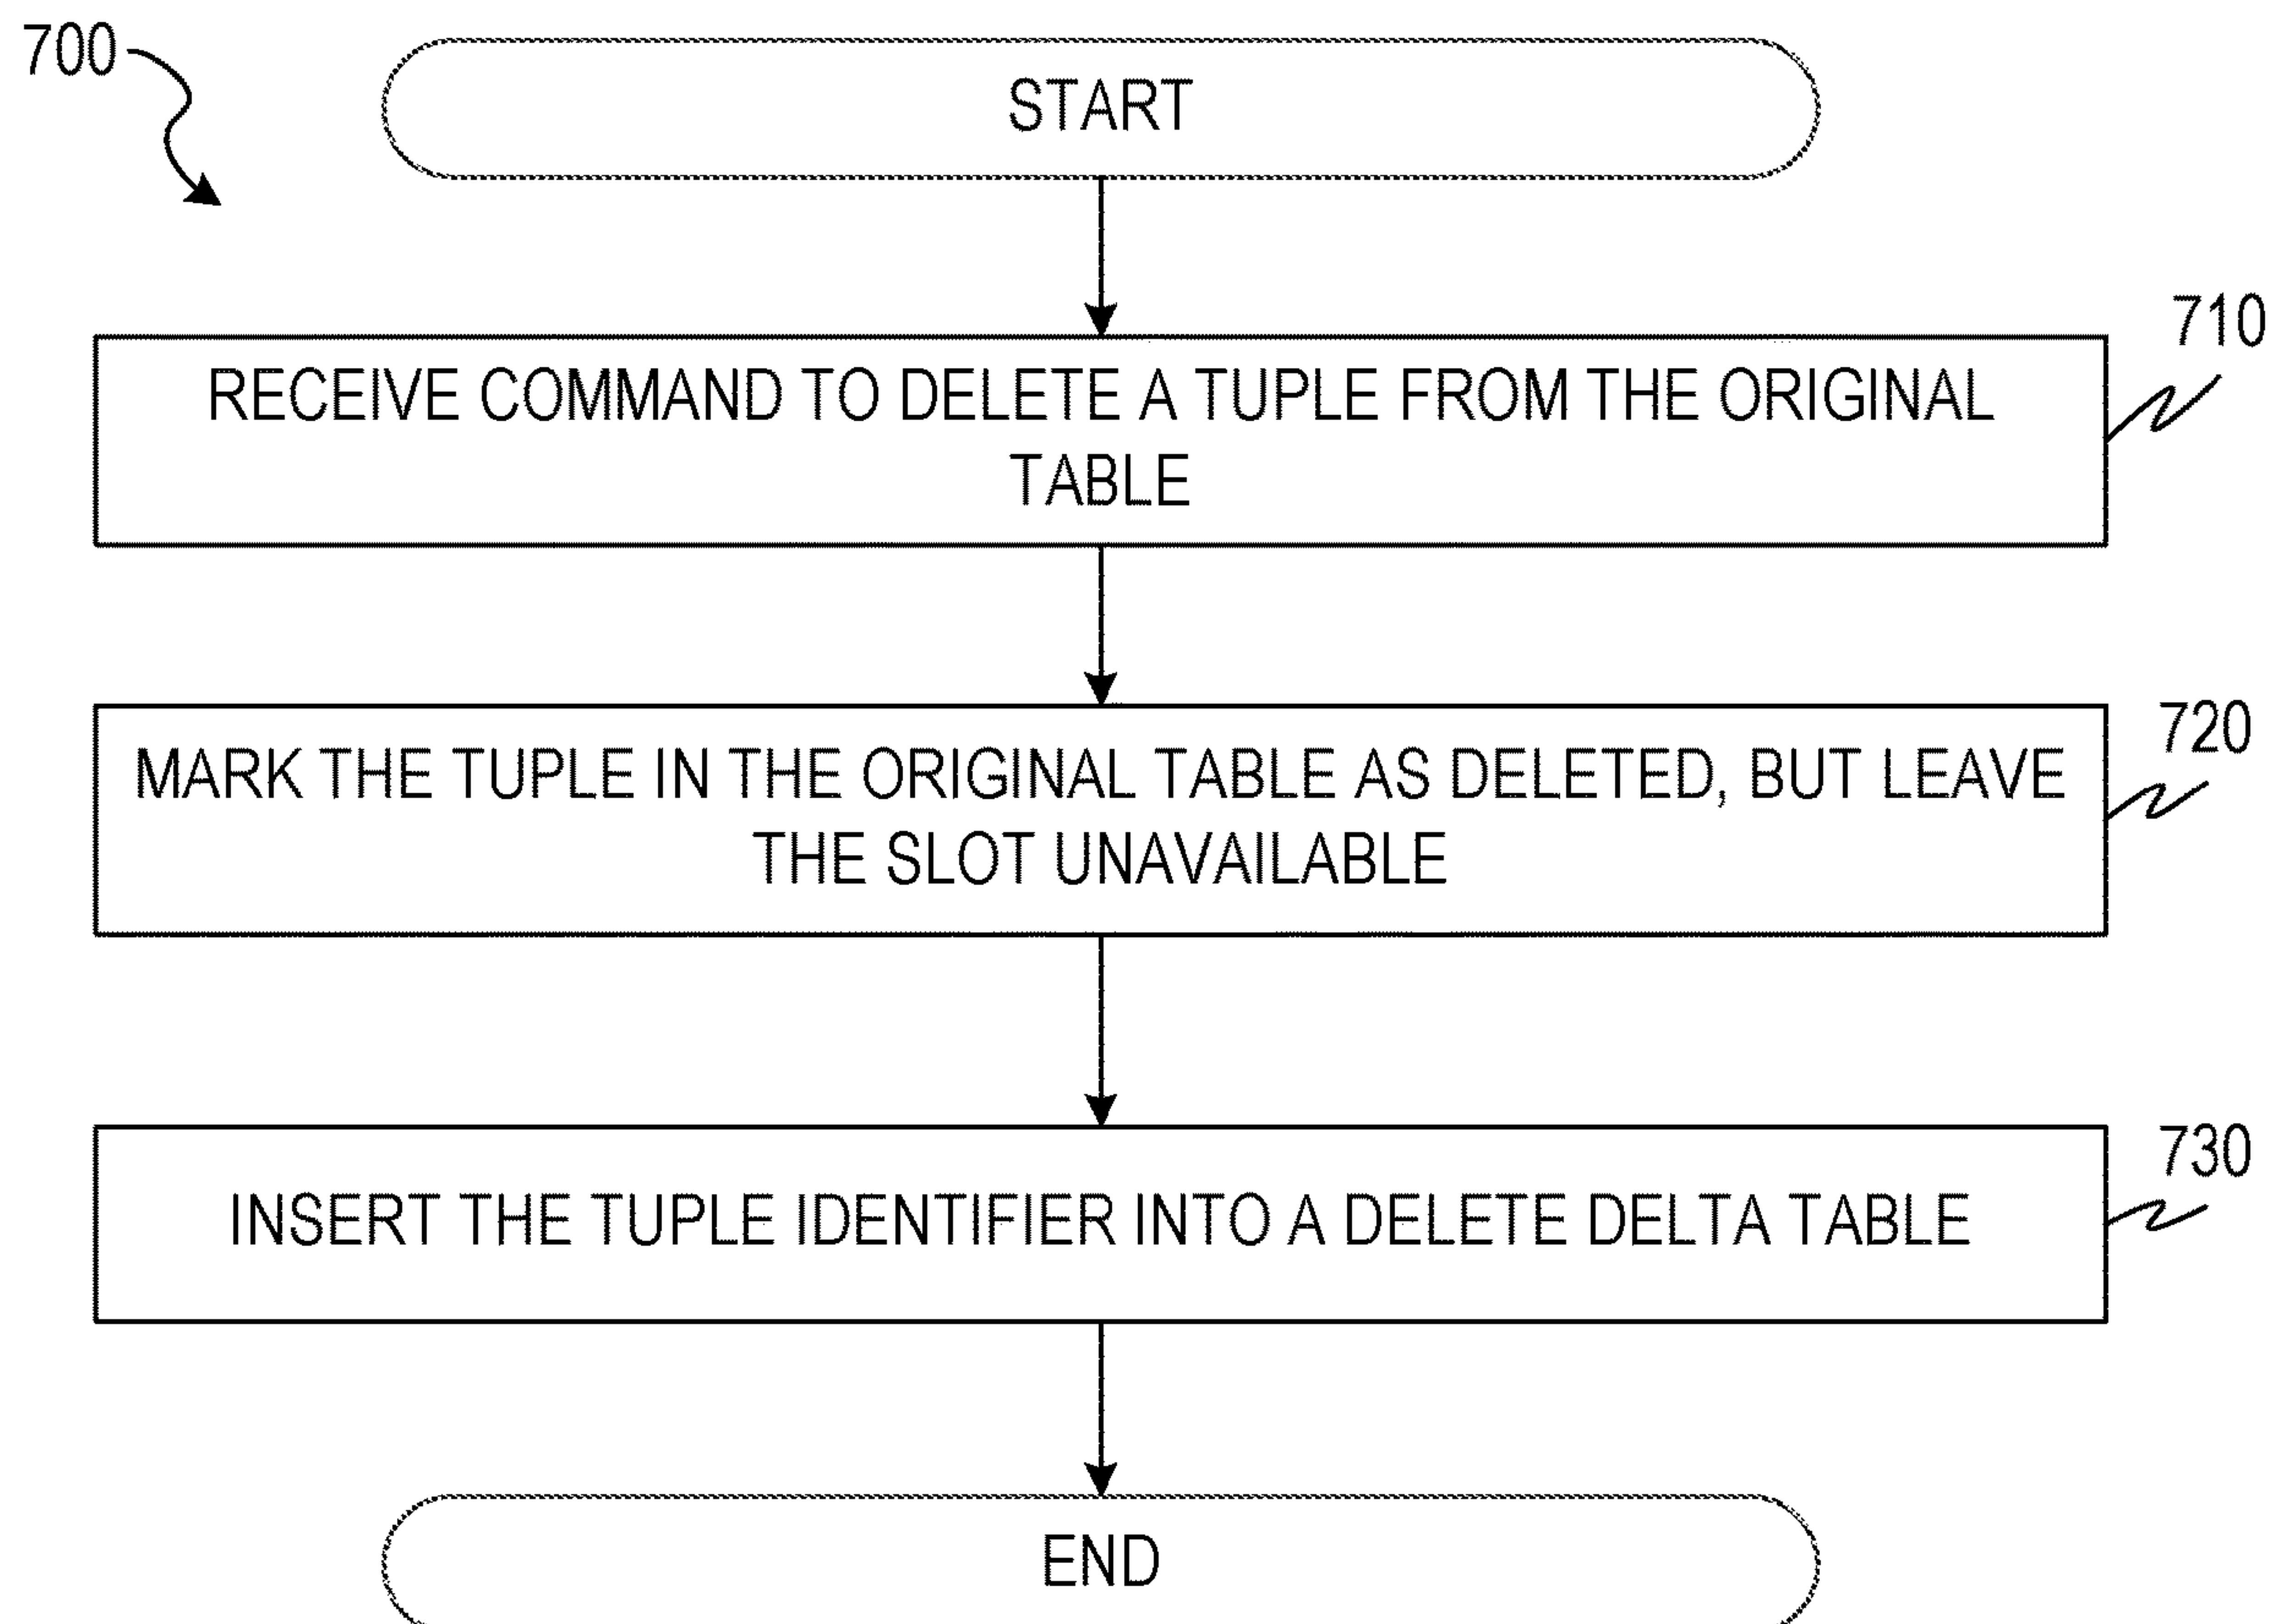 700
START
710
RECEIVE COMMAND TO DELETE A TUPLE FROM THE ORIGINAL
TABLE
720
MARK THE TUPLE IN THE ORIGINAL TABLE AS DELETED, BUT LEAVE
THE SLOT UNAVAILABLE
730
INSERT THE TUPLE IDENTIFIER INTO A DELETE DELTA TABLE
END